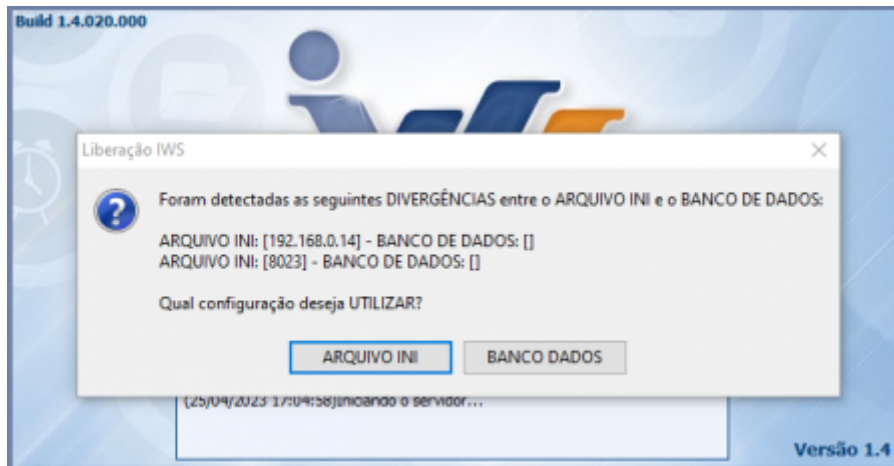 Build 1.4.020.000
Liberação IWS
Foram detectadas as seguintes DIVERGÊNCIAS entre o ARQUIVO INI e o BANCO DE DADOS:
ARQUIVO INI: [192.168.0.14] - BANCO DE DADOS: []
ARQUIVO INI: [8023] - BANCO DE DADOS: []
Qual configuração deseja UTILIZAR?
ARQUIVO INI
BANCO DADOS
(25/04/2023 17:04:58)Iniciando o servidor...
Versão 1.4